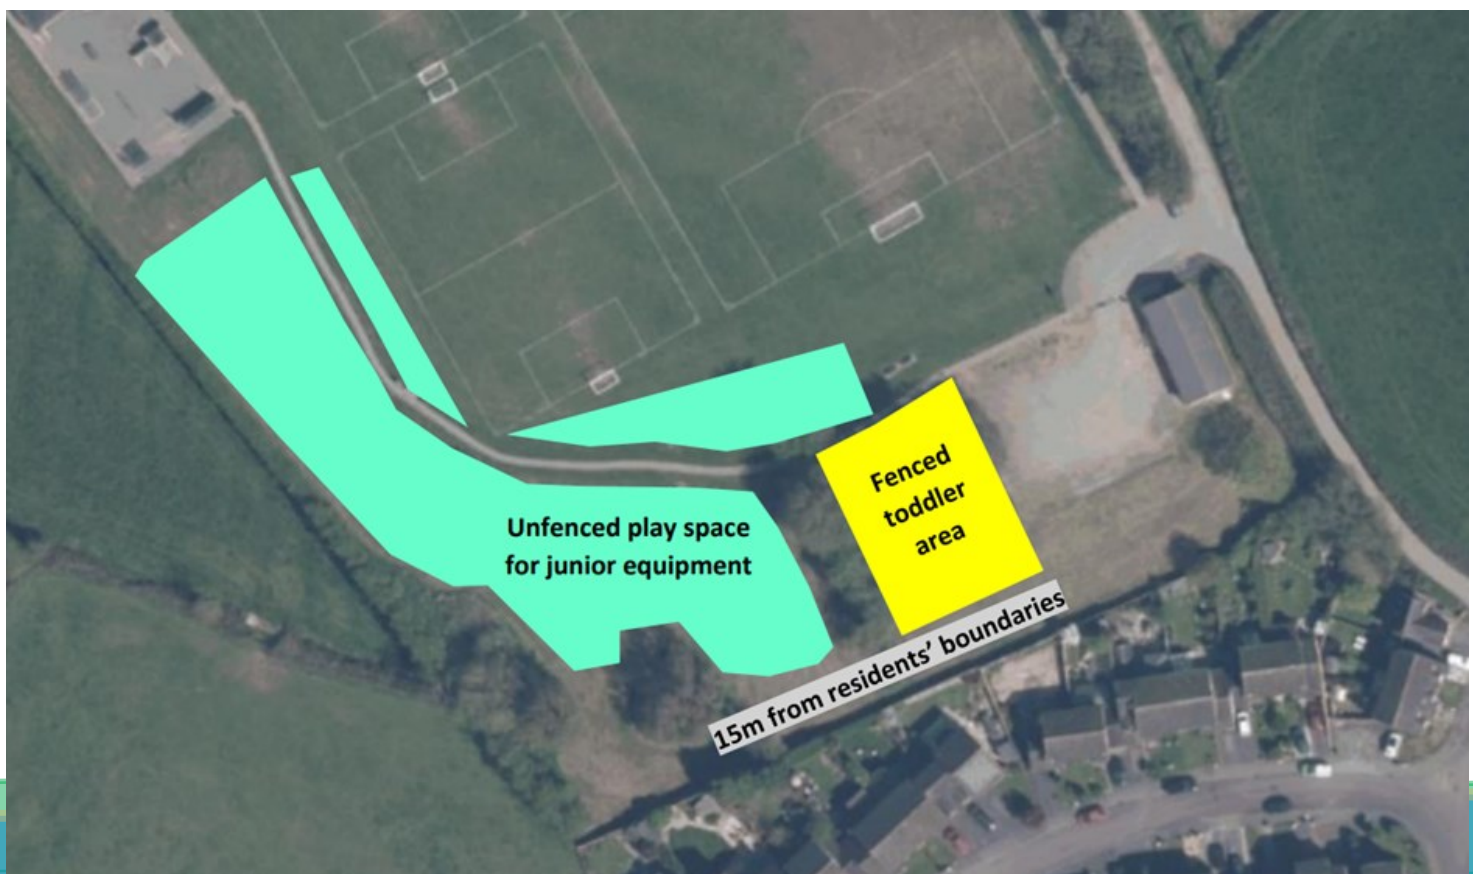 Fenced
toddler
area
Unfenced play space
for junior equipment
15m from residents’ boundaries